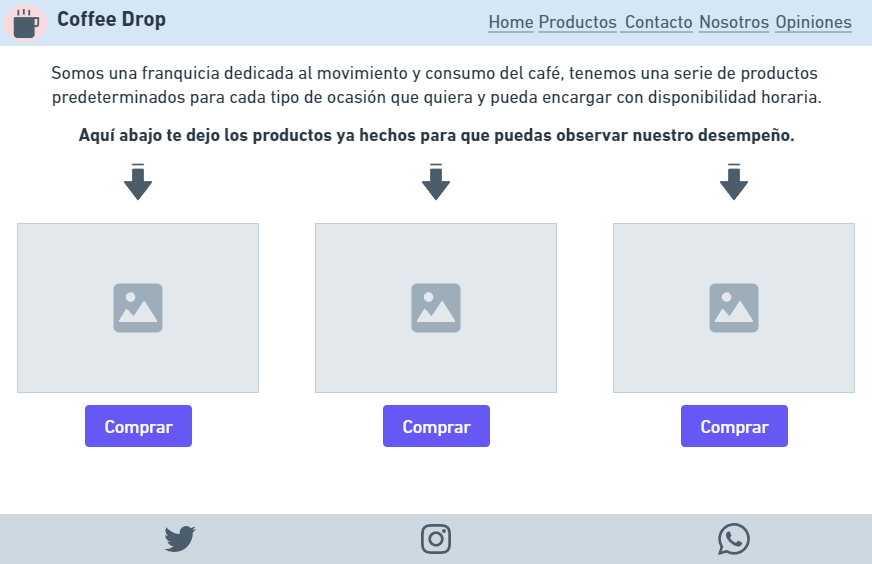 Coffee Drop
Home Productos Contacto Nosotros Opiniones
Somos una franquicia dedicada al movimiento y consumo del café, tenemos una serie de productos
predeterminados para cada tipo de ocasión que quiera y pueda encargar con disponibilidad horaria.
Aquí abajo te dejo los productos ya hechos para que puedas observar nuestro desempeño.
Comprar
Comprar
Comprar